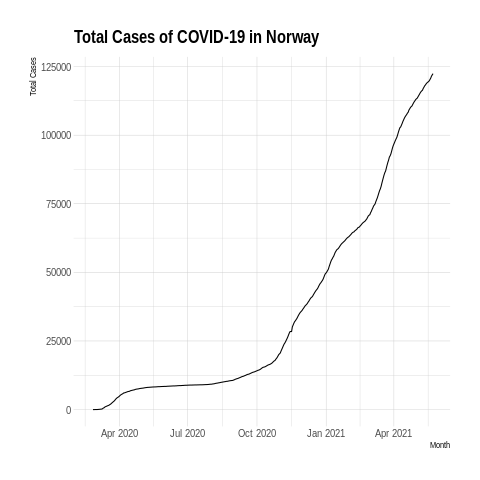 Total Cases of COVID-19 in Norway
Total Cases
125000
100000
75000
50000
25000
0
Apr 2020 Jul 2020 Oct 2020 Jan 2021 Apr 2021
Month